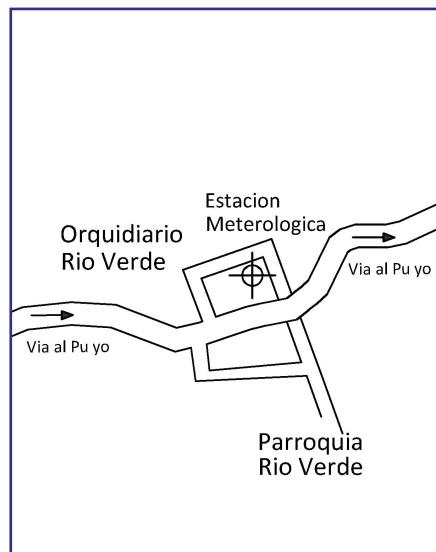 Estacion
Meterologica
Orquidiario
Rio Verde
Via al Pu yo
Via al Pu yo
Parroquia
Rio Verde